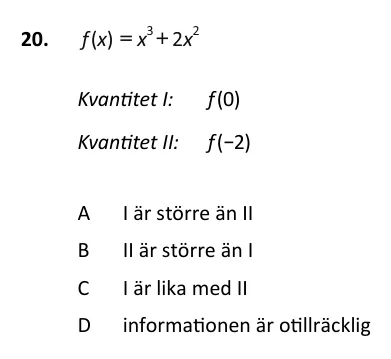 20. f(x) = x³ + 2x²
Kvantitet I: f(0)
Kvantitet II: f(−2)
A I är större än II
B II är större än I
C I är lika med II
D informationen är otillräcklig